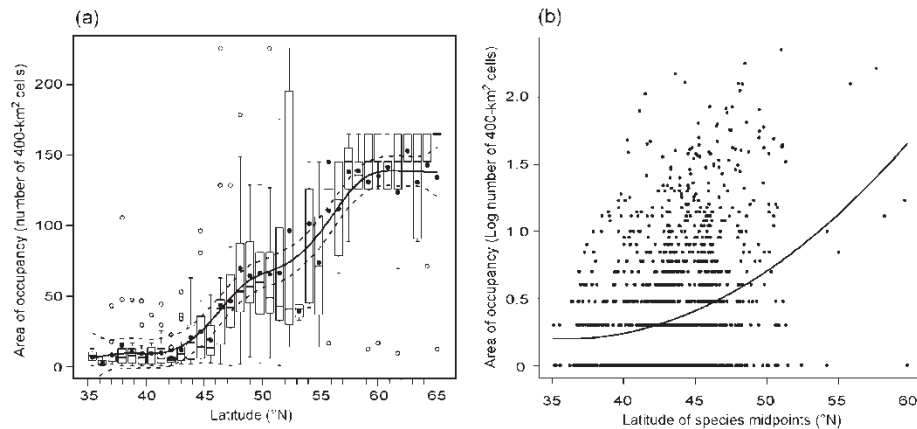 (a)
Area of occupancy (number of 400-km² cells)
200
150
100
50
0
35 40 45 50 55 60 65
Latitude (°N)
(b)
Area of occupancy (Log number of 400-km² cells)
2.0
1.5
1.0
0.5
0
35 40 45 50 55 60
Latitude of species midpoints (°N)